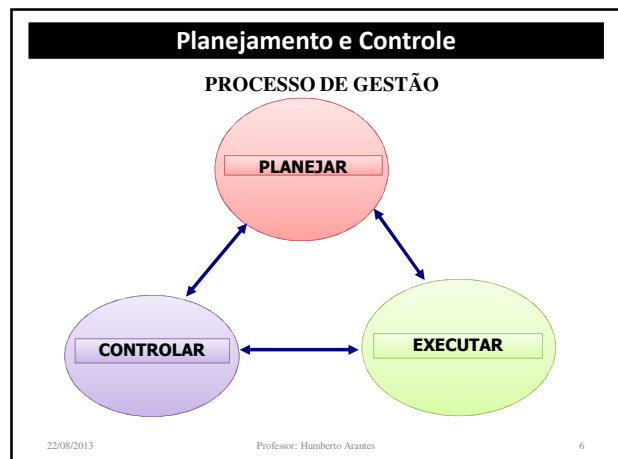 Planejamento e Controle
PROCESSO DE GESTÃO
PLANEJAR
CONTROLAR
EXECUTAR
22/08/2013
Professor: Humberto Arantes
6